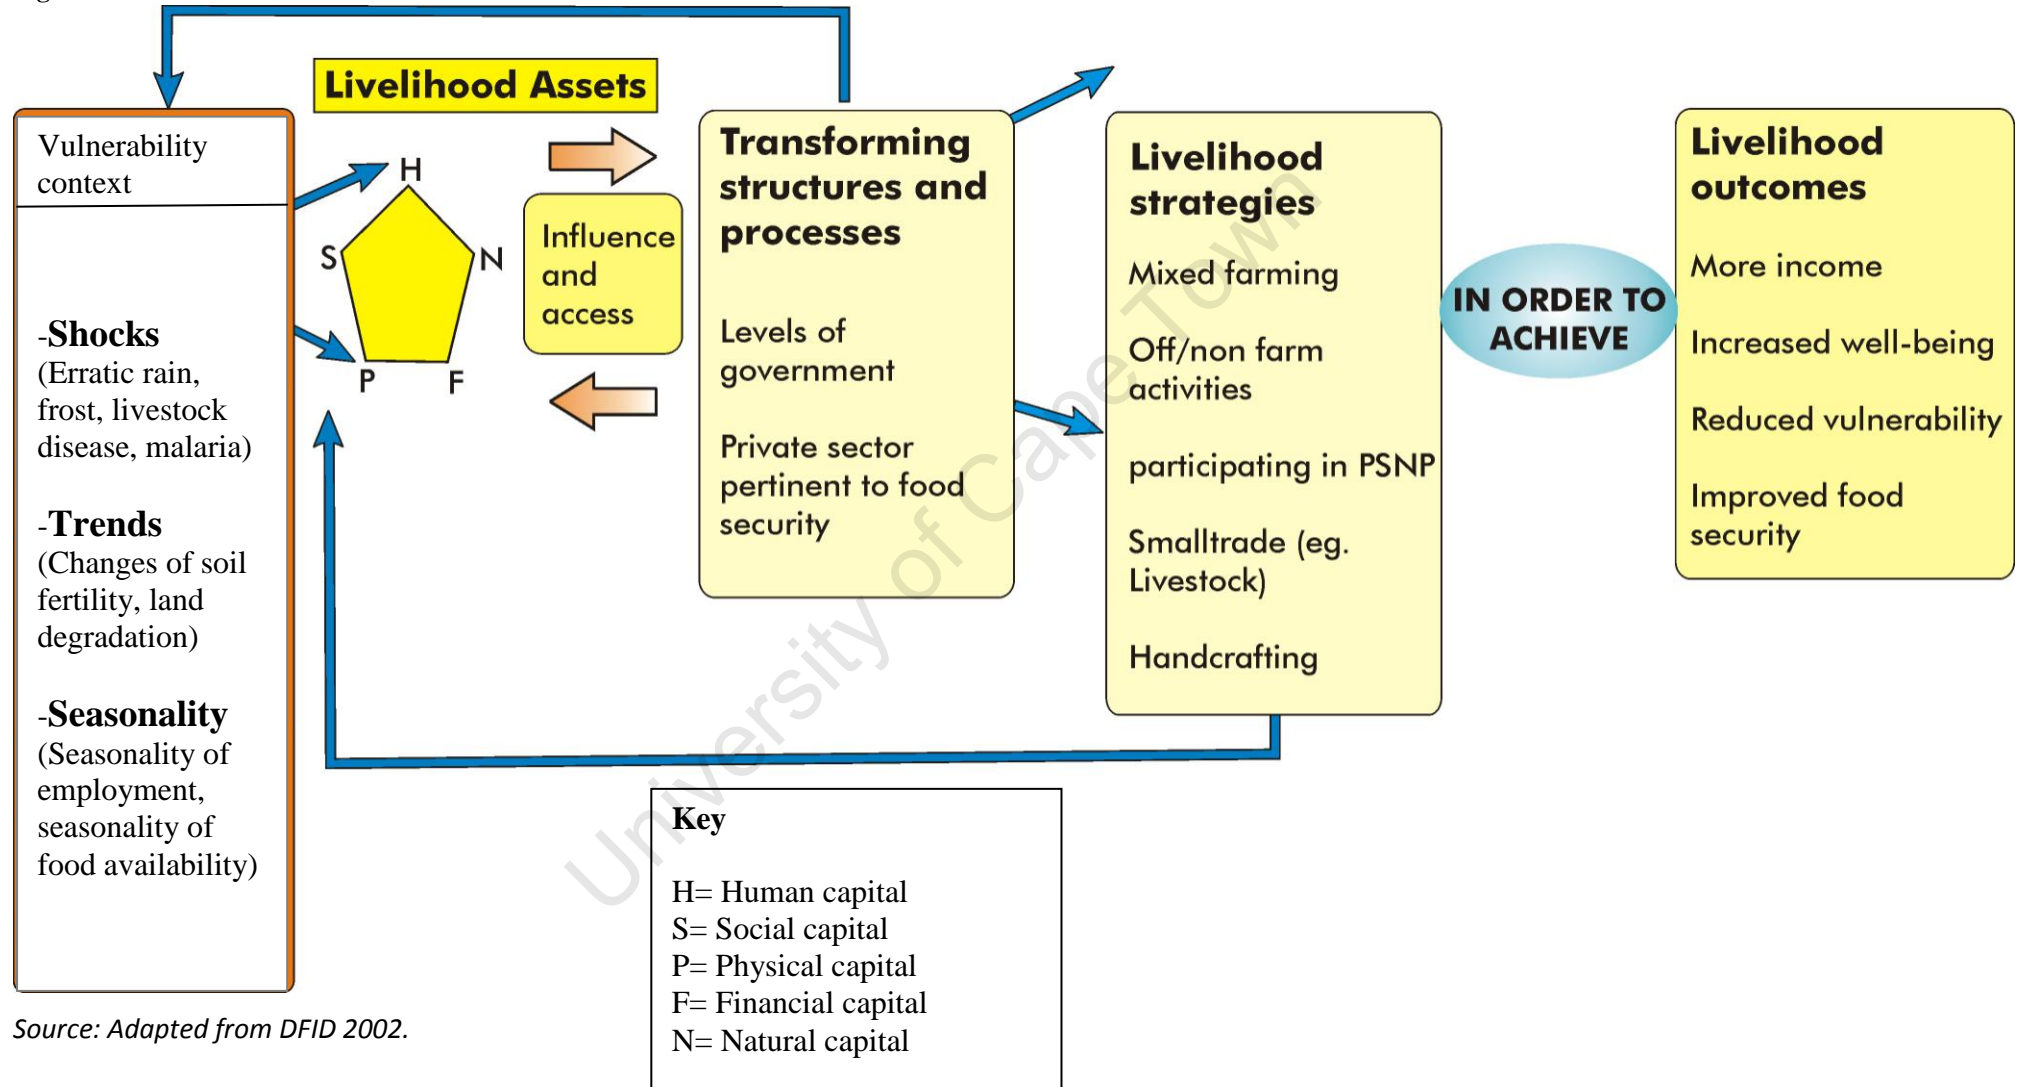 Livelihood Assets
Vulnerability
context
-Shocks
(Erratic rain,
frost, livestock
disease, malaria)
-Trends
(Changes of soil
fertility, land
degradation)
-Seasonality
(Seasonality of
employment,
seasonality of
food availability)
H
S
N
P
F
Influence
and
access
Transforming
structures and
processes
Levels of
government
Private sector
pertinent to food
security
Livelihood
strategies
Mixed farming
Off/non farm
activities
participating in PSNP
Smalltrade (eg.
Livestock)
Handcrafting
IN ORDER TO
ACHIEVE
Livelihood
outcomes
More income
Increased well-being
Reduced vulnerability
Improved food
security
University of Cape Town
Key
H= Human capital
S= Social capital
P= Physical capital
F= Financial capital
N= Natural capital
Source: Adapted from DFID 2002.